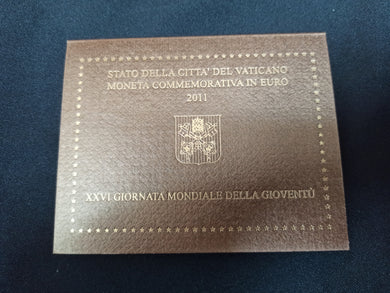 STATO DELLA CITTA' DEL VATICANO
MONETA COMMEMORATIVA IN EURO
2011
XXVI GIORNATA MONDIALE DELLA GIOVENTÙ